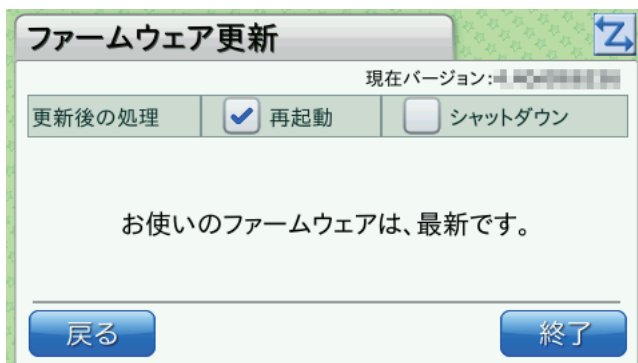 ファームウェア更新
現在バージョン:
更新後の処理 再起動 シャットダウン
お使いのファームウェアは、最新です。
戻る 終了